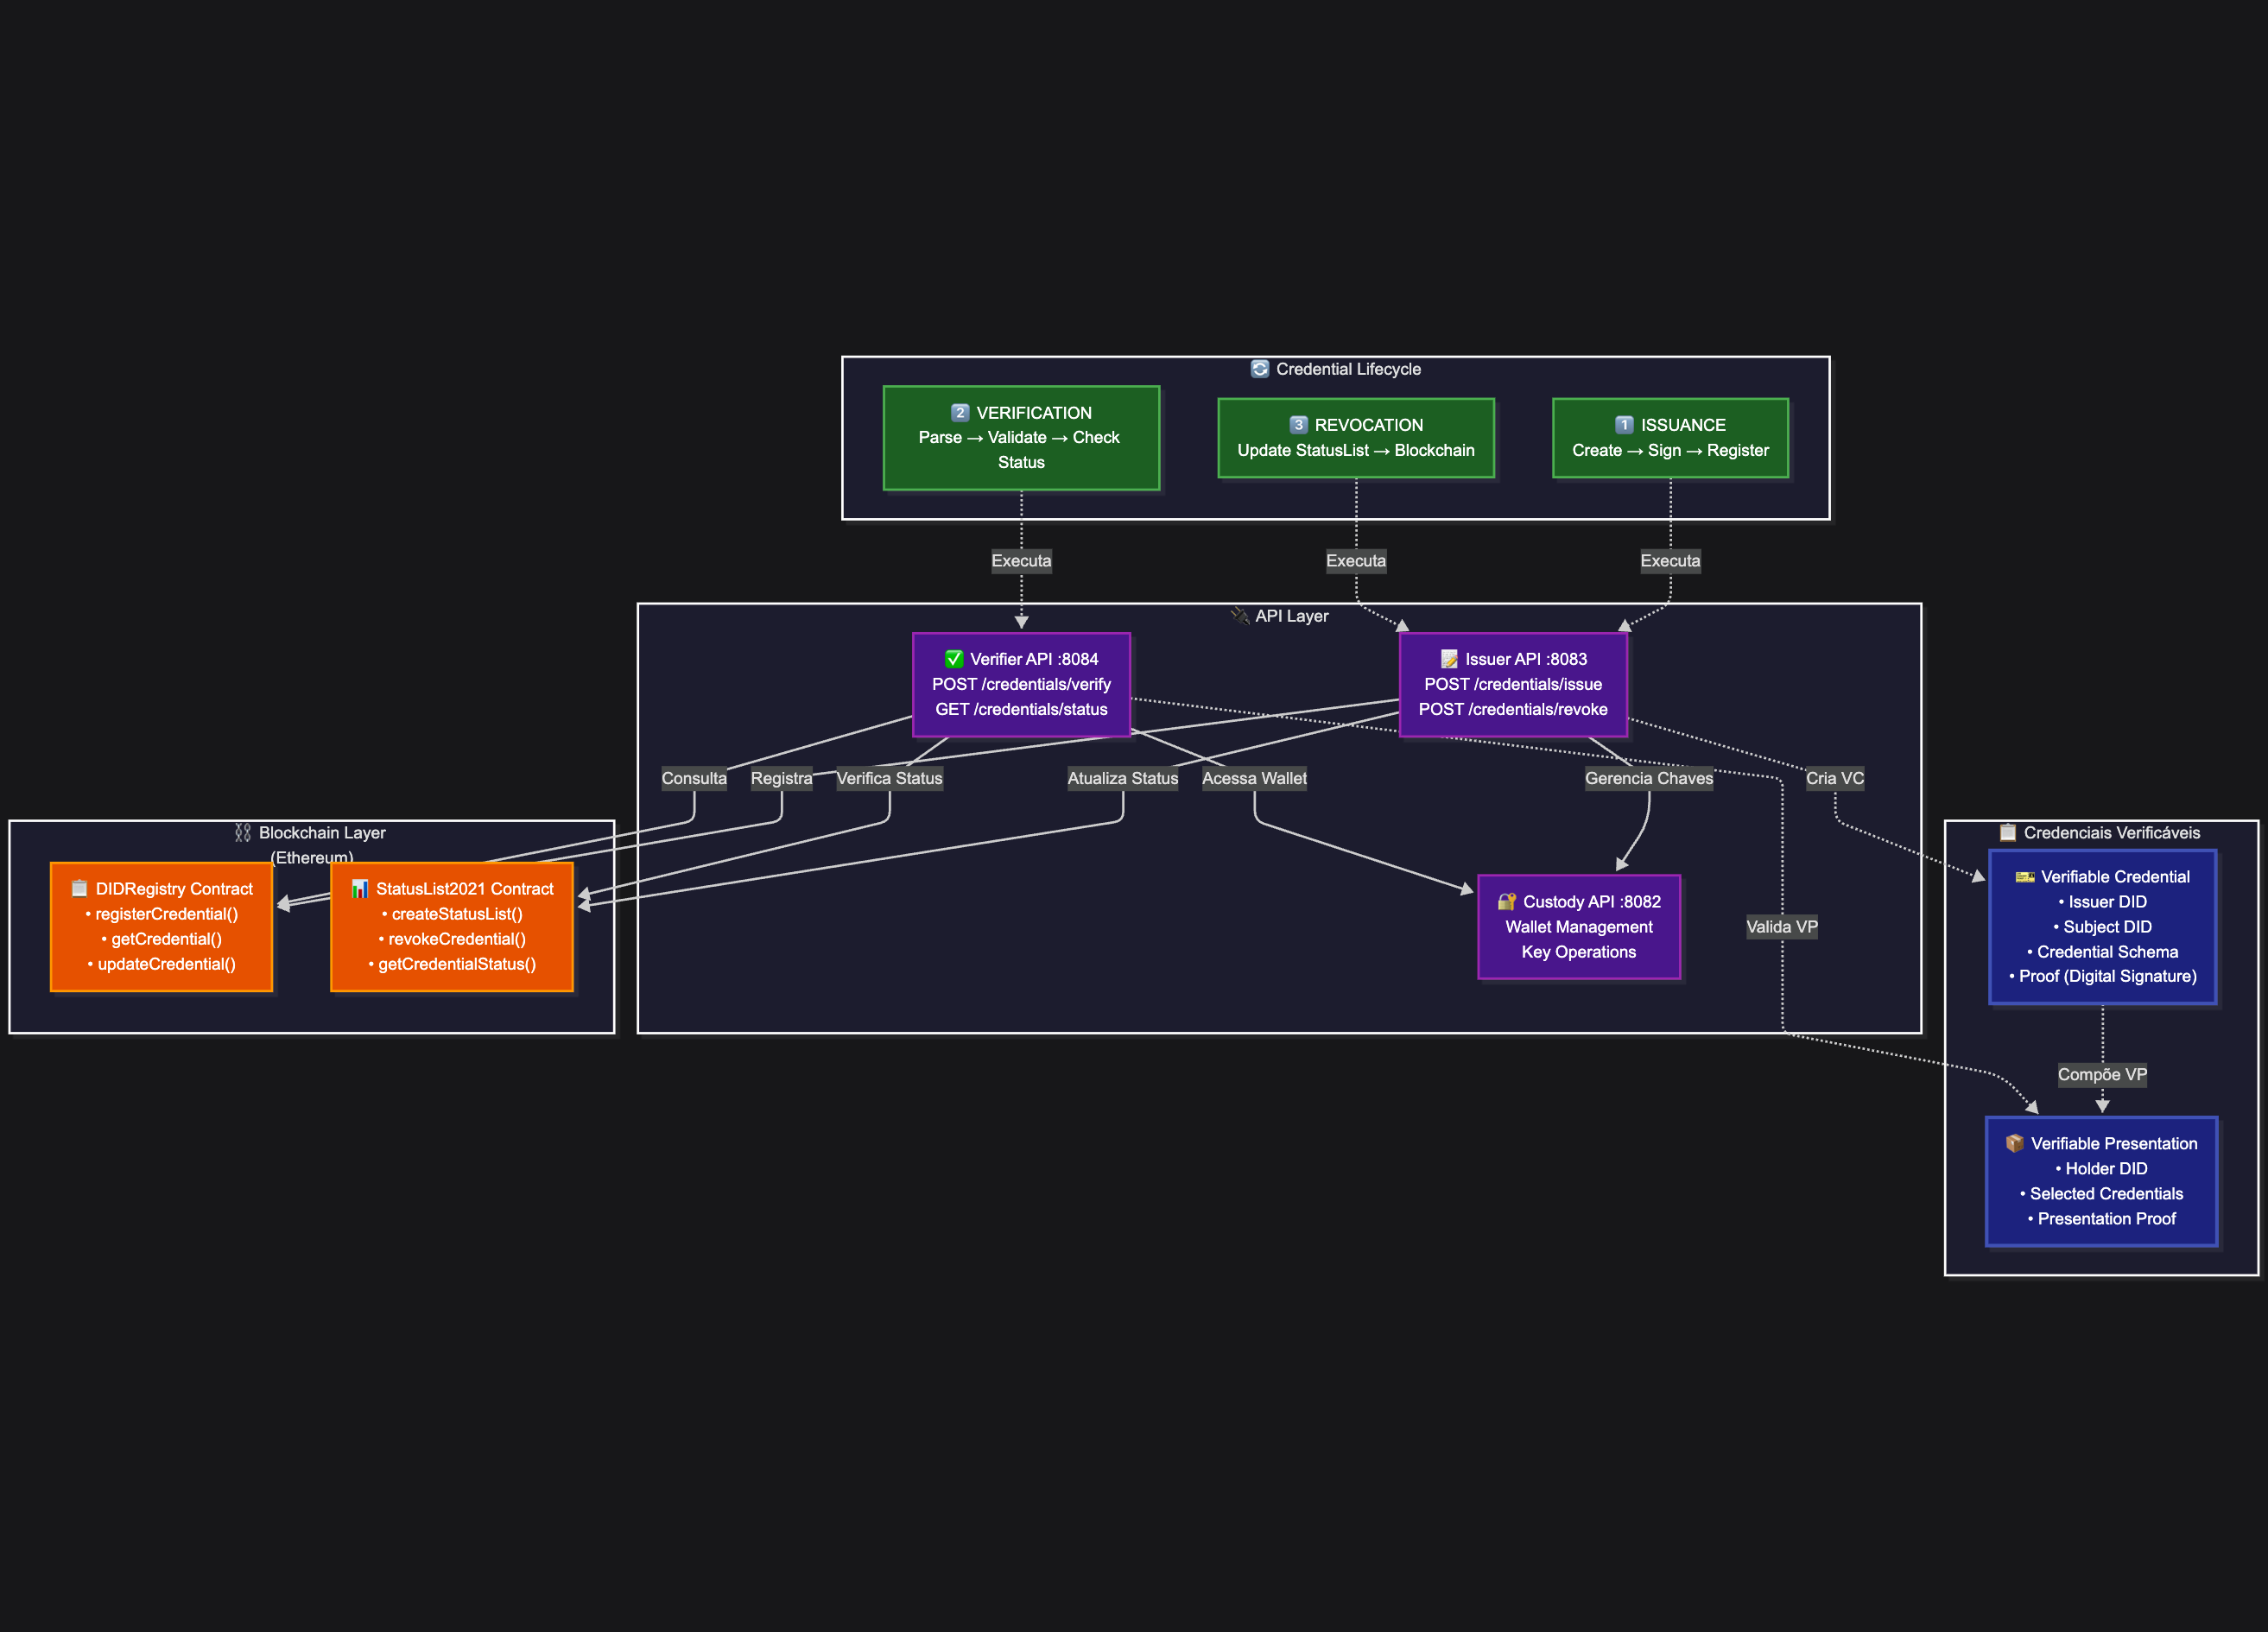 🔄 Credential Lifecycle
2️⃣ VERIFICATION
Parse → Validate → Check
Status
3️⃣ REVOCATION
Update StatusList → Blockchain
1️⃣ ISSUANCE
Create → Sign → Register
Executa
Executa
Executa
🔌 API Layer
✅ Verifier API :8084
POST /credentials/verify
GET /credentials/status
📝 Issuer API :8083
POST /credentials/issue
POST /credentials/revoke
Consulta
Registra
Verifica Status
Atualiza Status
Acessa Wallet
Gerencia Chaves
Cria VC
⛓️ Blockchain Layer
(Ethereum)
📋 DIDRegistry Contract
• registerCredential()
• getCredential()
• updateCredential()
📊 StatusList2021 Contract
• createStatusList()
• revokeCredential()
• getCredentialStatus()
🔐 Custody API :8082
Wallet Management
Key Operations
Valida VP
📋 Credenciais Verificáveis
🎫 Verifiable Credential
• Issuer DID
• Subject DID
• Credential Schema
• Proof (Digital Signature)
Compõe VP
📦 Verifiable Presentation
• Holder DID
• Selected Credentials
• Presentation Proof